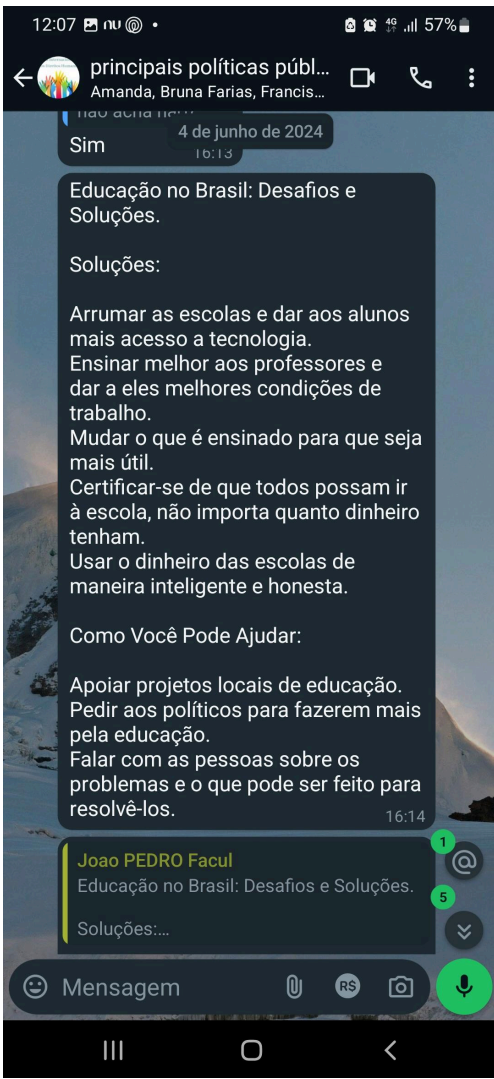 12:07
4G 57%
principais políticas públ...
Amanda, Bruna Farias, Francis...
não acha não?
4 de junho de 2024
Sim
16:13
Educação no Brasil: Desafios e
Soluções.
Soluções:
Arrumar as escolas e dar aos alunos
mais acesso a tecnologia.
Ensinar melhor aos professores e
dar a eles melhores condições de
trabalho.
Mudar o que é ensinado para que seja
mais útil.
Certificar-se de que todos possam ir
à escola, não importa quanto dinheiro
tenham.
Usar o dinheiro das escolas de
maneira inteligente e honesta.
Como Você Pode Ajudar:
Apoiar projetos locais de educação.
Pedir aos políticos para fazerem mais
pela educação.
Falar com as pessoas sobre os
problemas e o que pode ser feito para
resolvê-los.
16:14
Joao PEDRO Facul
Educação no Brasil: Desafios e Soluções.
Soluções:...
1
@
5
Mensagem
R$